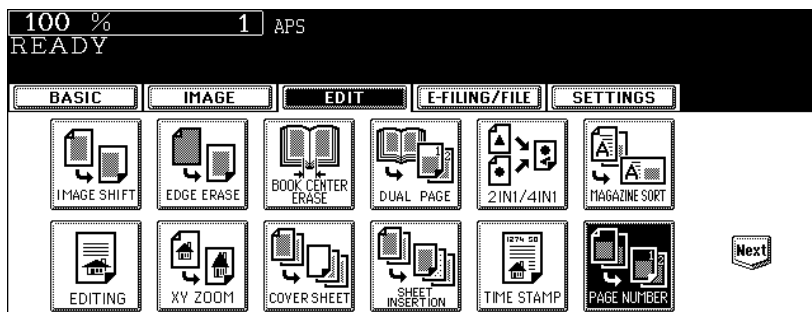 100 % 1 APS
READY
BASIC IMAGE EDIT E-FILING/FILE SETTINGS
IMAGE SHIFT EDGE ERASE BOOK CENTER ERASE DUAL PAGE 2IN1/4IN1 MAGAZINE SORT
EDITING XY ZOOM COVER SHEET SHEET INSERTION TIME STAMP PAGE NUMBER
Next